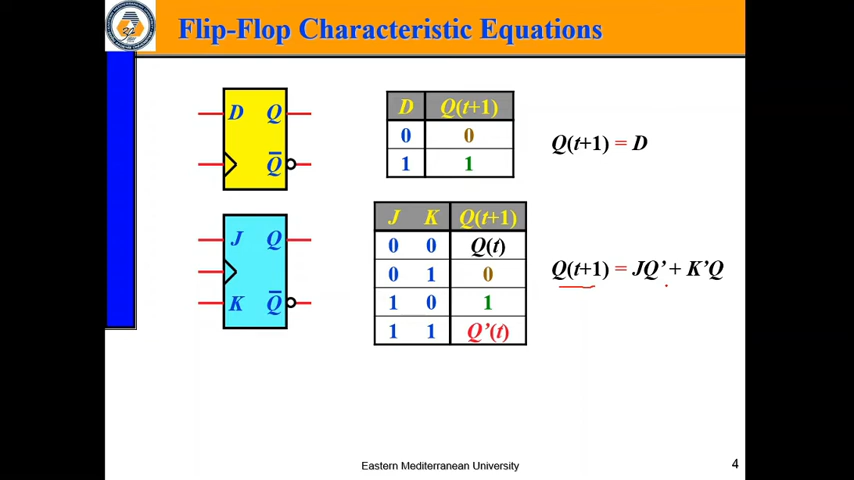 Flip-Flop Characteristic Equations
D Q
Q̅
D Q(t+1)
0 0
1 1
Q(t+1) = D
J Q
K Q̅
J K Q(t+1)
0 0 Q(t)
0 1 0
1 0 1
1 1 Q’(t)
Q(t+1) = JQ’ + K’Q
Eastern Mediterranean University
4